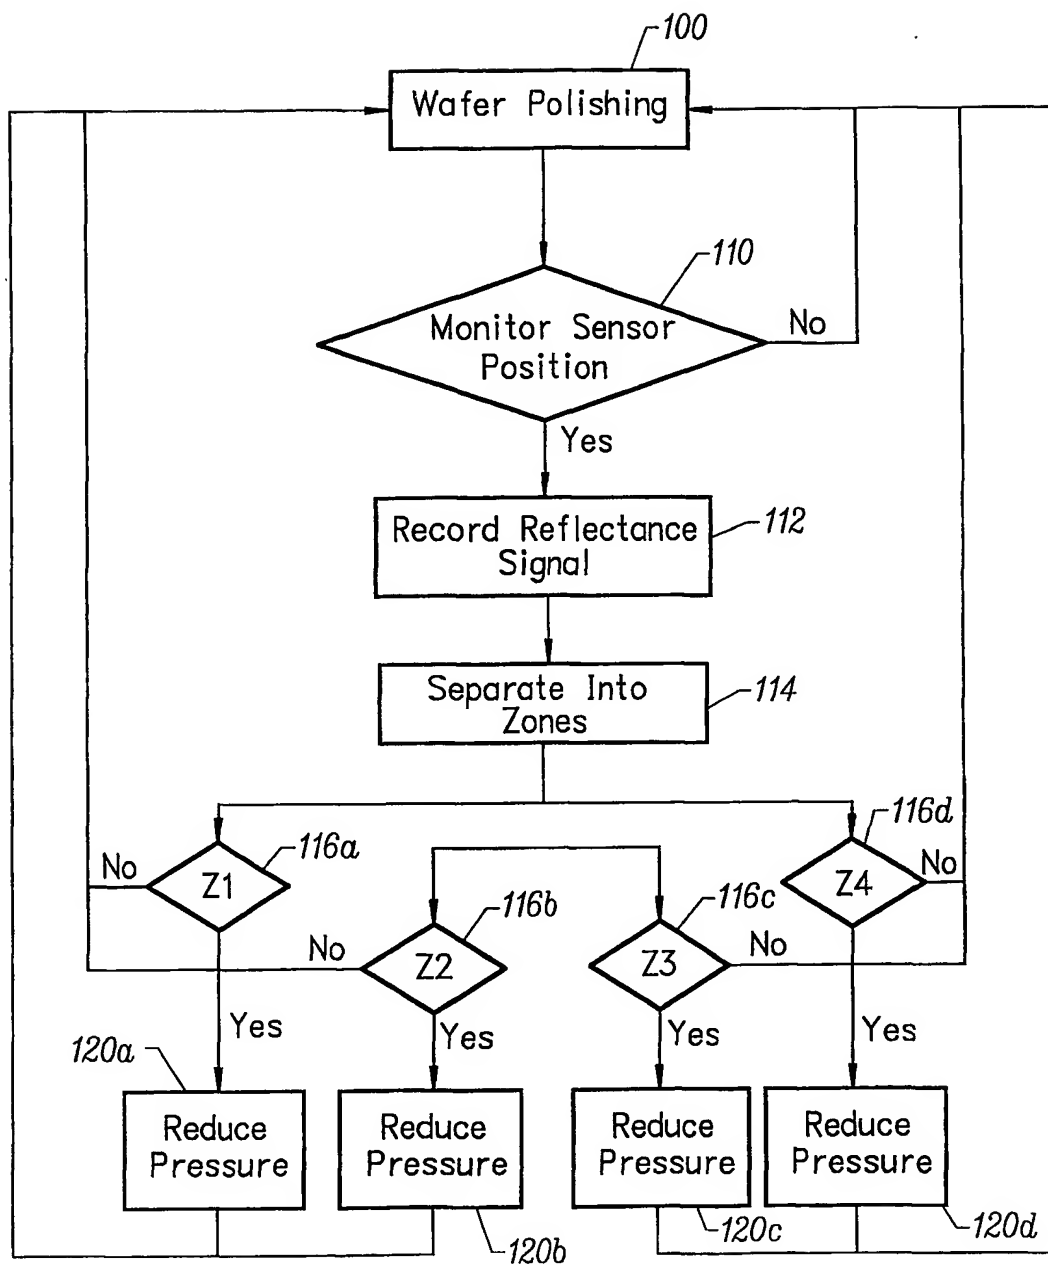 100
Wafer Polishing
110
Monitor Sensor
Position
No
Yes
Record Reflectance
Signal
112
Separate Into
Zones
114
116a
116d
No
Z1
Z4
No
116b
116c
No
Z2
Z3
No
Yes
Yes
Yes
Yes
120a
Reduce
Pressure
Reduce
Pressure
Reduce
Pressure
Reduce
Pressure
120b
120c
120d